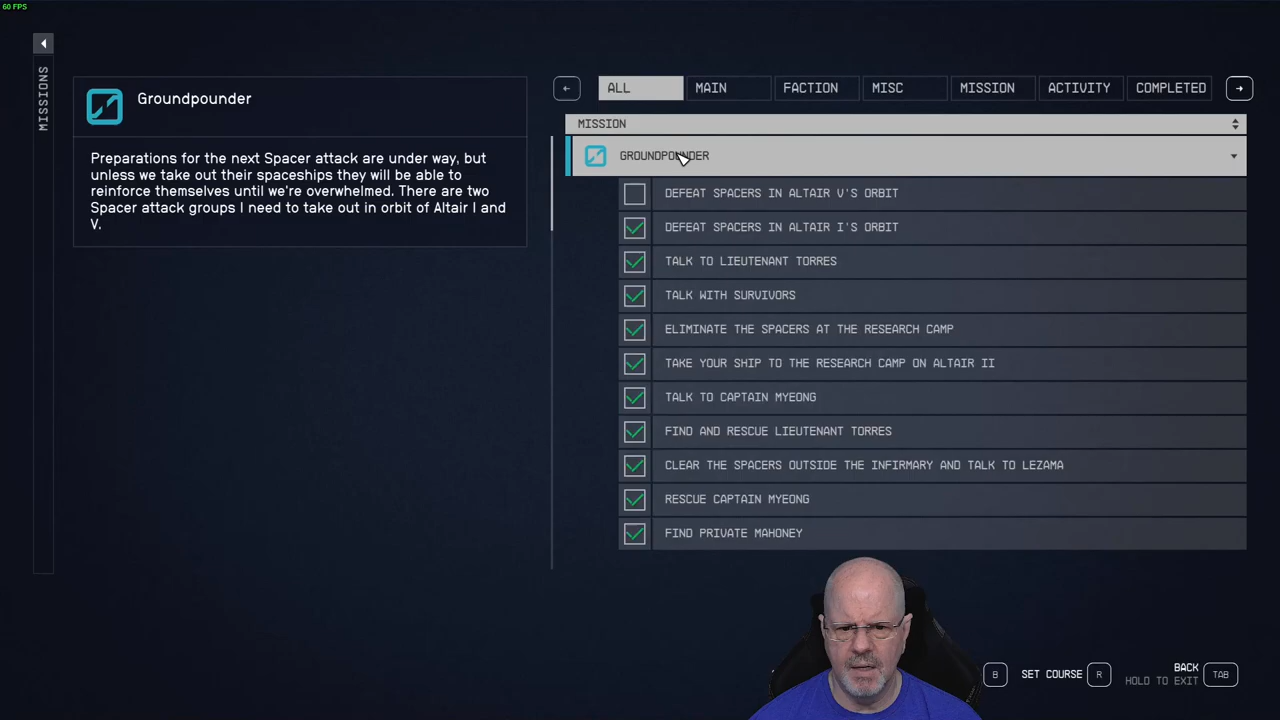 60 FPS
MISSIONS
Groundpounder
Preparations for the next Spacer attack are under way, but
unless we take out their spaceships they will be able to
reinforce themselves until we're overwhelmed. There are two
Spacer attack groups I need to take out in orbit of Altair I and
V.
ALL MAIN FACTION MISC MISSION ACTIVITY COMPLETED
MISSION
GROUNDPOUNDER
DEFEAT SPACERS IN ALTAIR V'S ORBIT
DEFEAT SPACERS IN ALTAIR I'S ORBIT
TALK TO LIEUTENANT TORRES
TALK WITH SURVIVORS
ELIMINATE THE SPACERS AT THE RESEARCH CAMP
TAKE YOUR SHIP TO THE RESEARCH CAMP ON ALTAIR II
TALK TO CAPTAIN MYEONG
FIND AND RESCUE LIEUTENANT TORRES
CLEAR THE SPACERS OUTSIDE THE INFIRMARY AND TALK TO LEZAMA
RESCUE CAPTAIN MYEONG
FIND PRIVATE MAHONEY
B SET COURSE R BACK TAB
HOLD TO EXIT